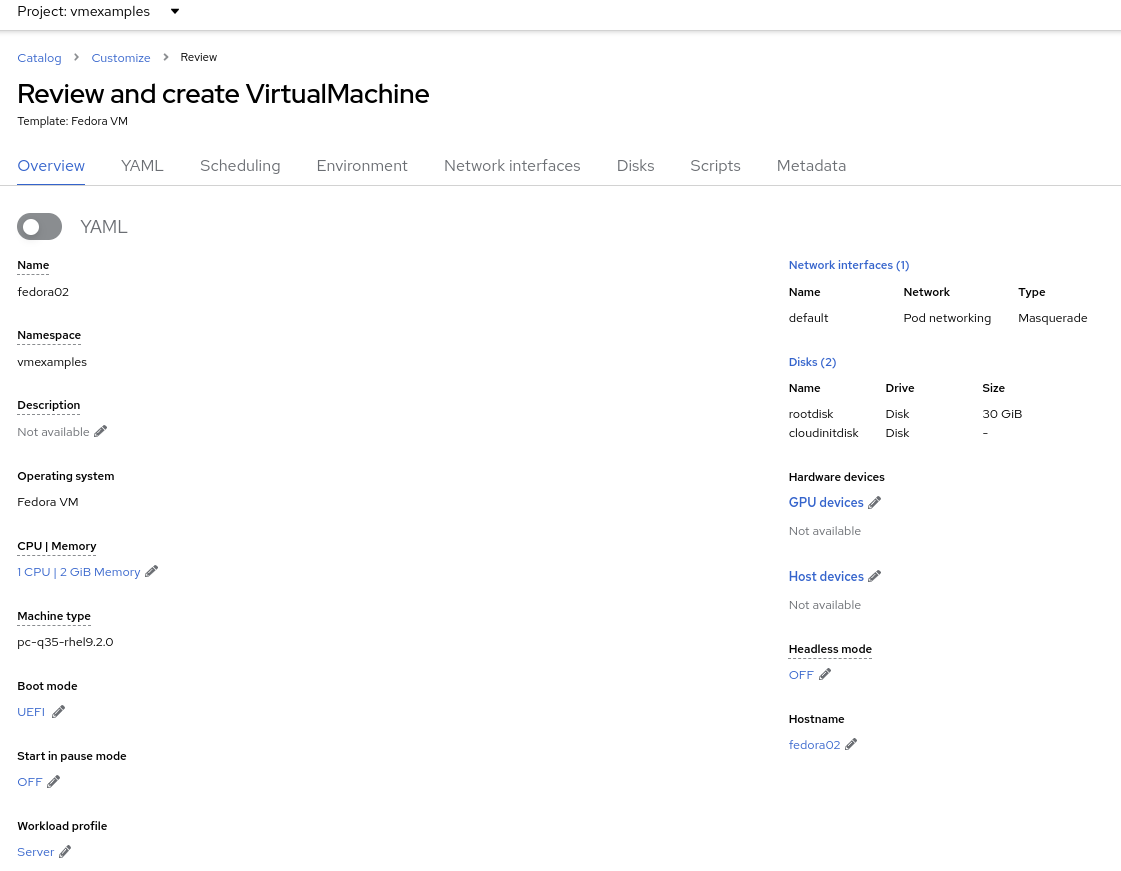 Project: vmexamples
Catalog > Customize > Review
Review and create VirtualMachine
Template: Fedora VM
Overview YAML Scheduling Environment Network interfaces Disks Scripts Metadata
YAML
Name
fedora02
Namespace
vmexamples
Description
Not available
Operating system
Fedora VM
CPU | Memory
1 CPU | 2 GiB Memory
Machine type
pc-q35-rhel9.2.0
Boot mode
UEFI
Start in pause mode
OFF
Workload profile
Server
Network interfaces (1)
Name Network Type
default Pod networking Masquerade
Disks (2)
Name Drive Size
rootdisk Disk 30 GiB
cloudinitdisk Disk -
Hardware devices
GPU devices
Not available
Host devices
Not available
Headless mode
OFF
Hostname
fedora02